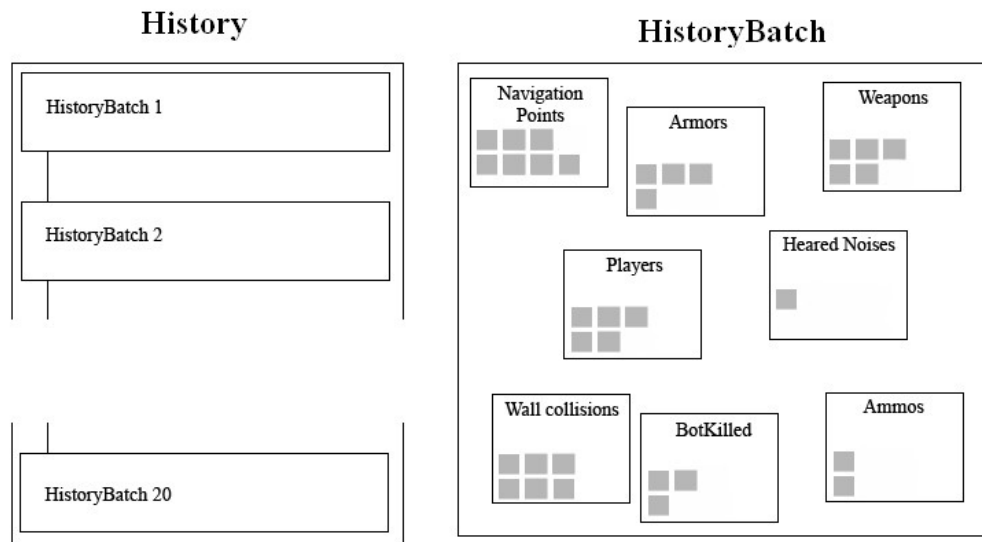 History
HistoryBatch 1
HistoryBatch 2
HistoryBatch 20
HistoryBatch
Navigation
Points
Armors
Weapons
Players
Heared Noises
Wall collisions
BotKilled
Ammos